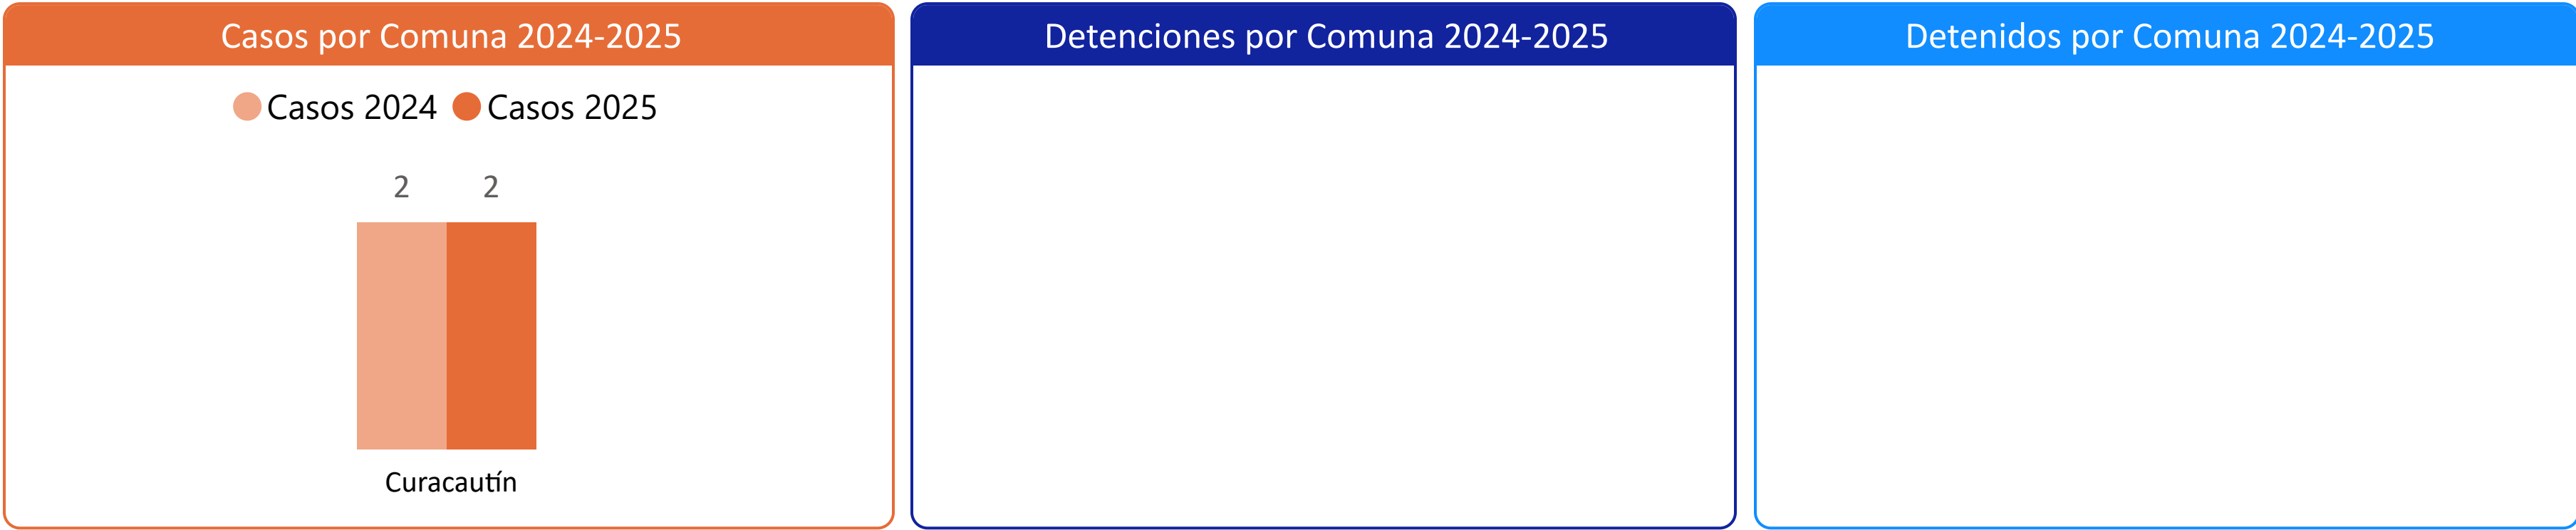 Casos por Comuna 2024-2025
Casos 2024 Casos 2025
2 2
Curacautín
Detenciones por Comuna 2024-2025
Detenidos por Comuna 2024-2025